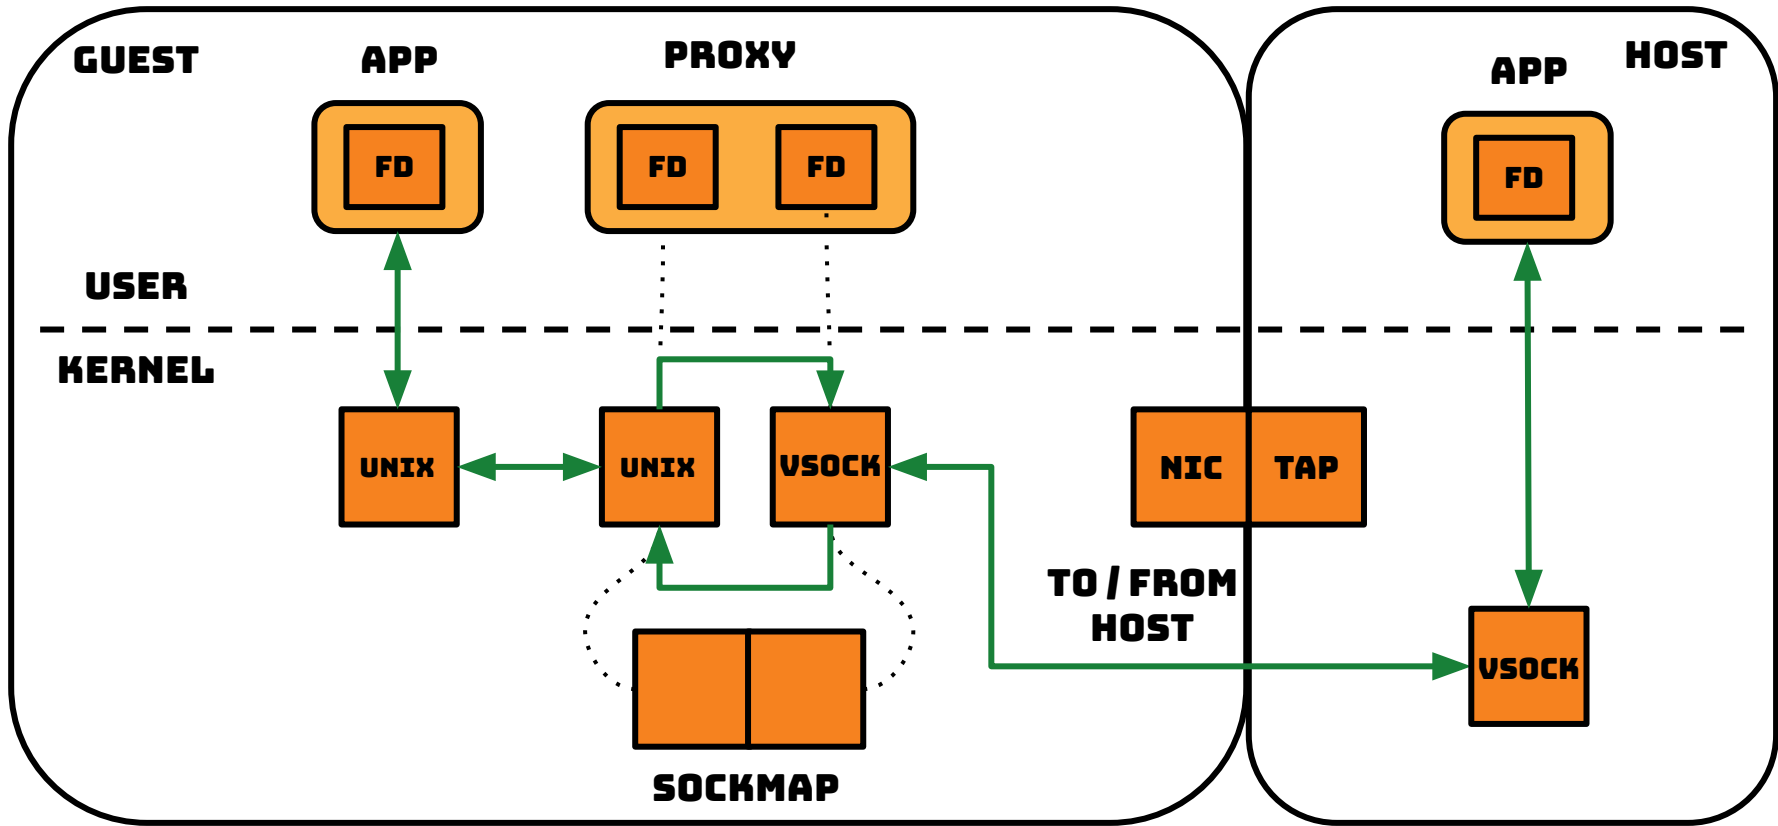 GUEST
APP
PROXY
APP
HOST
FD
FD
FD
FD
USER
KERNEL
UNIX
UNIX
VSOCK
NIC
TAP
TO / FROM
HOST
VSOCK
SOCKMAP